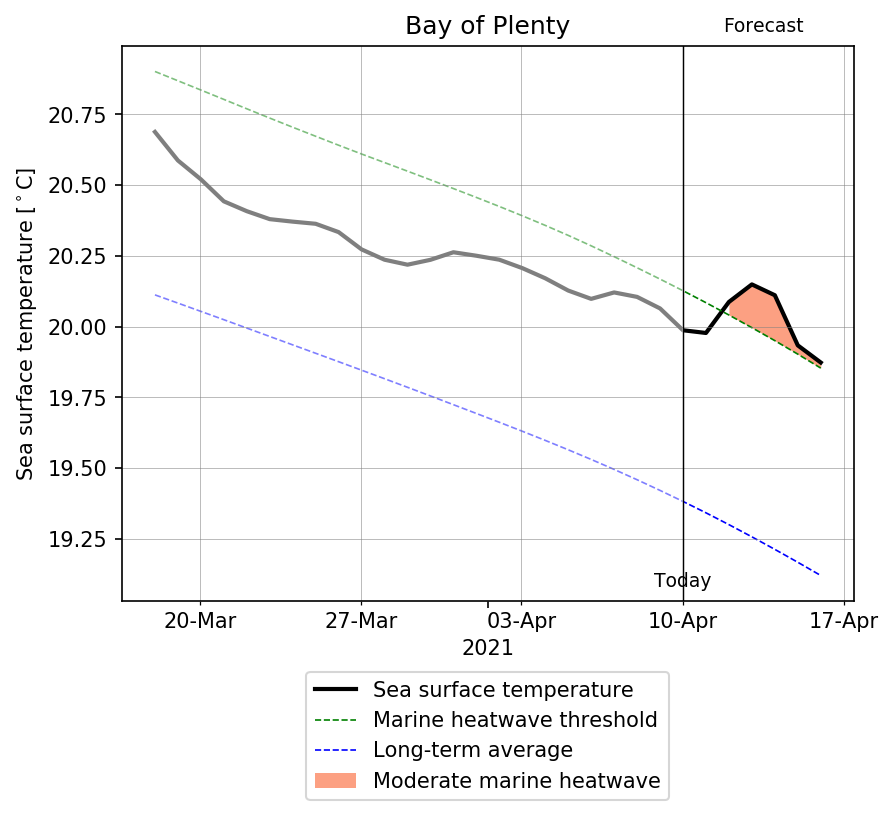 Bay of Plenty
Forecast
Sea surface temperature [°C]
20.75
20.50
20.25
20.00
19.75
19.50
19.25
Today
20-Mar 27-Mar 03-Apr 10-Apr 17-Apr
2021
Sea surface temperature
Marine heatwave threshold
Long-term average
Moderate marine heatwave